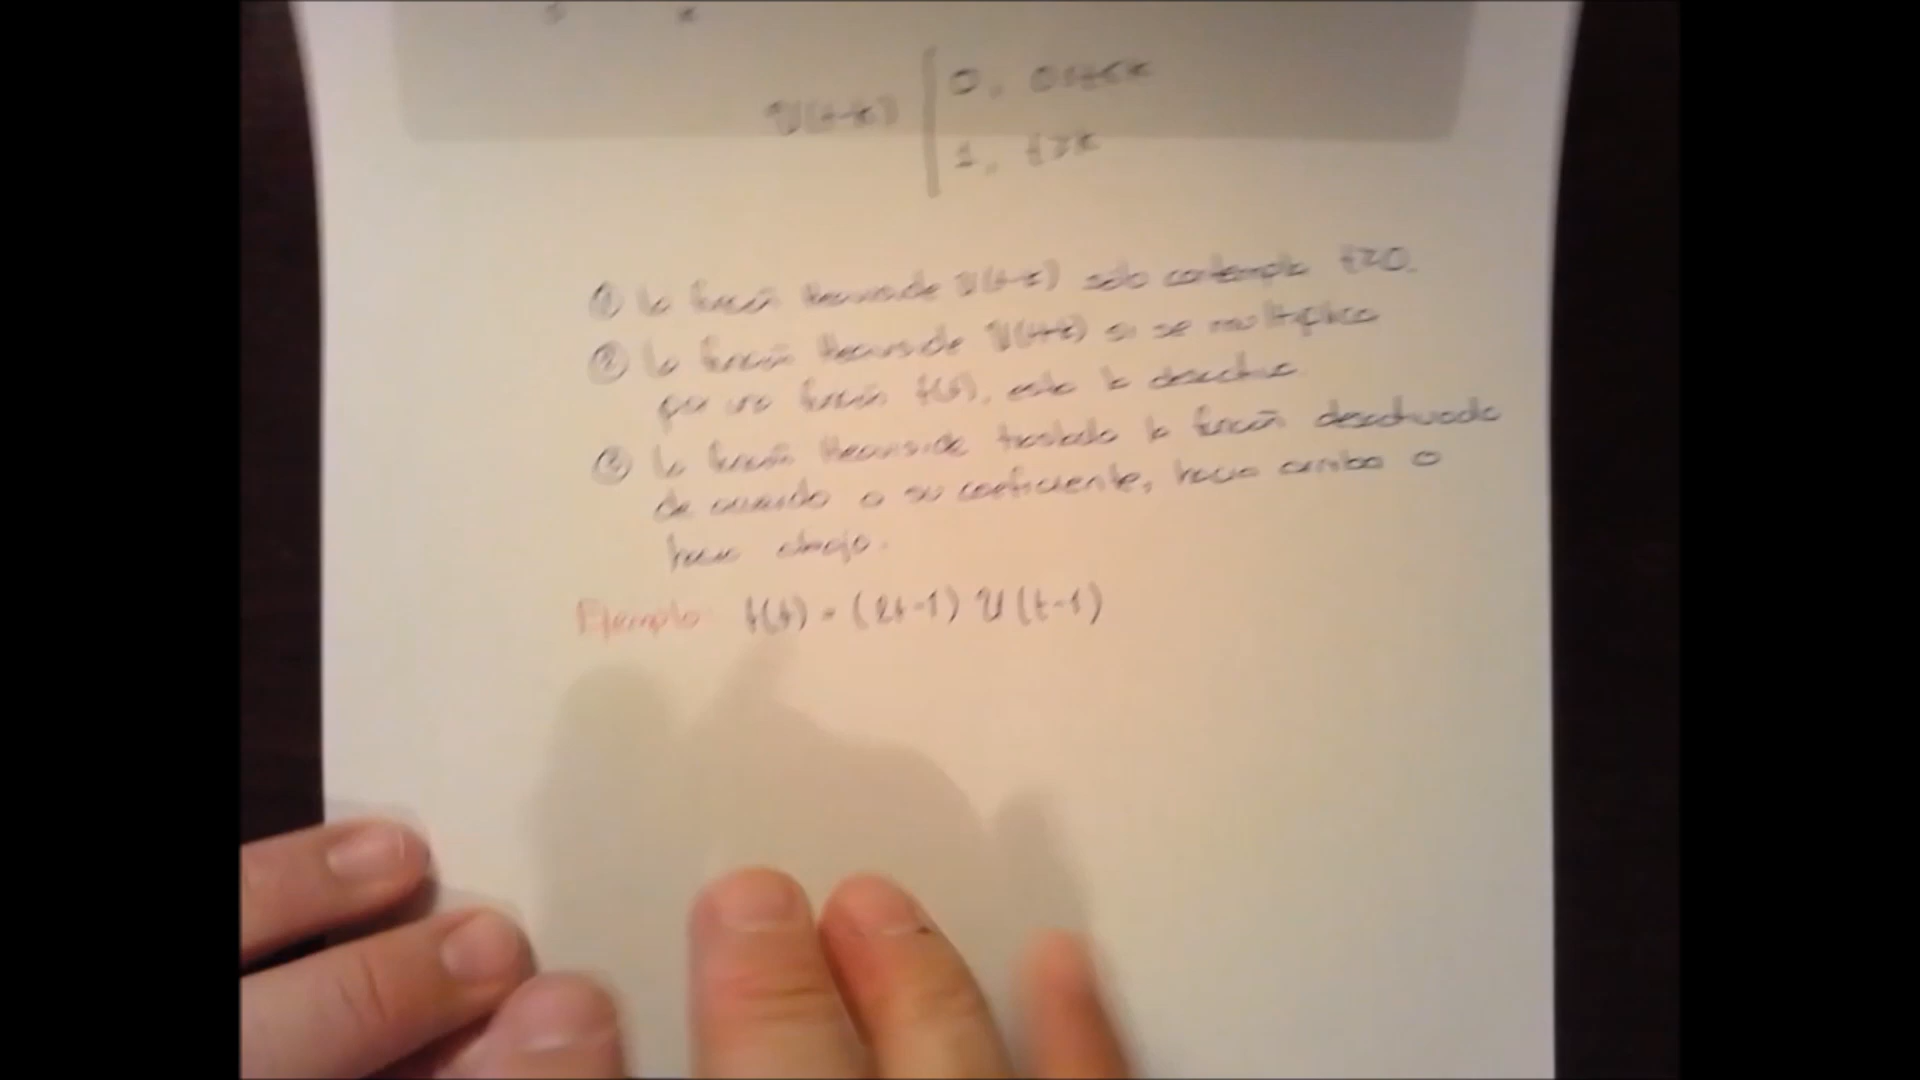 U(t-k) | 0, 0≤t≤k
1, t≥k
① La función Heaviside U(t-k) sólo contempla t≥0.
② La función Heaviside U(t-k) si se multiplica
por una función f(t), esta la desactiva.
③ La función Heaviside traslada la función desactivada
de acuerdo a su coeficiente, hacia arriba o
hacia abajo.
Ejemplo: f(t) = (2t-1) U(t-1)